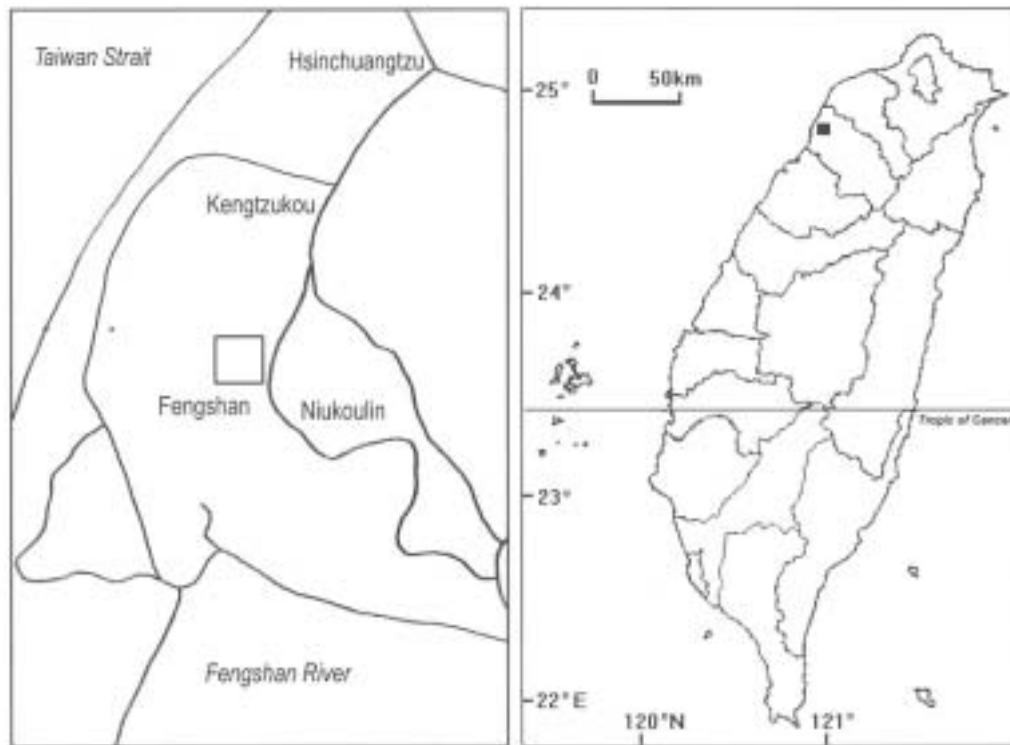 Taiwan Strait
Hsinchuangtzu
Kengtzukou
Fengshan
Niukoulin
Fengshan River
0 50km
25°
24°
Tropic of Cancer
23°
22°E
120°N 121°